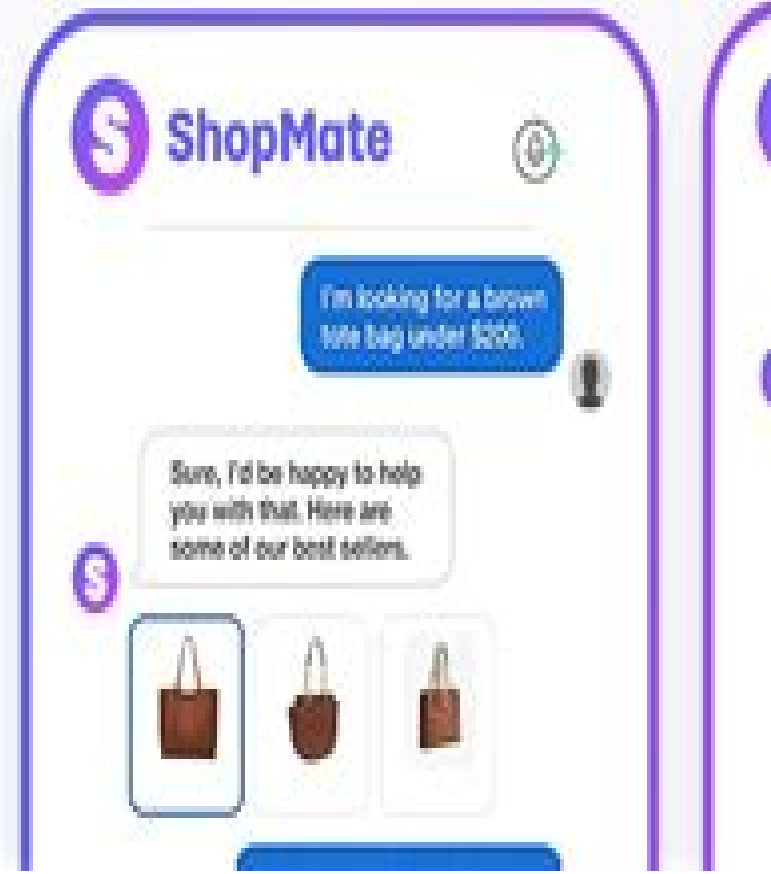 ShopMate
I'm looking for a brown
tote bag under $200.
Sure, I'd be happy to help
you with that. Here are
some of our best sellers.